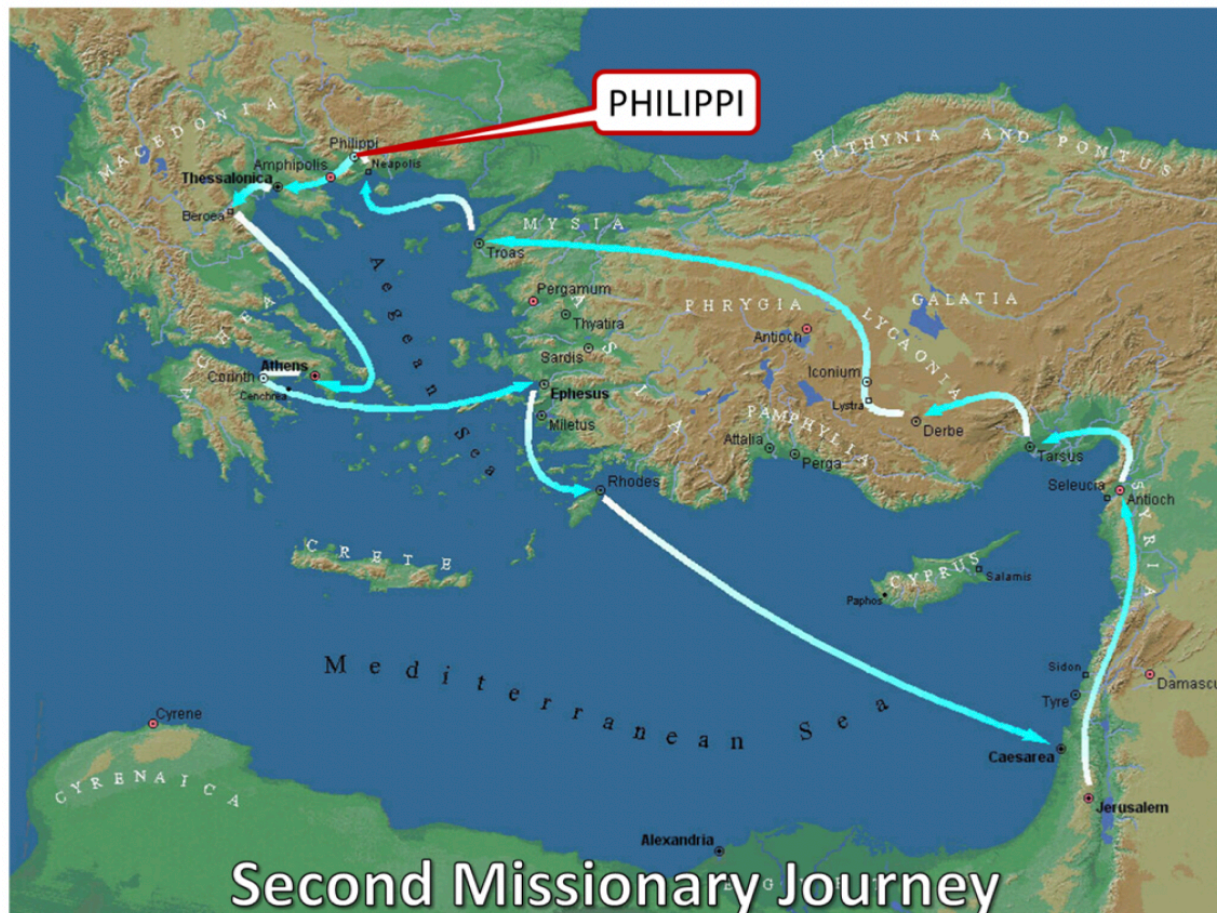 PHILIPPI
MACEDONIA
BITHYNIA AND PONTUS
Philippi
Neapolis
Amphipolis
Thessalonica
Beroea
MYSIA
Troas
Aegean Sea
Pergamum
ASIA
PHRYGIA
GALATIA
Thyatira
LYCAONIA
Antioch
Sardis
ACHAEA
Athens
Corinth
Cenchrea
Iconium
Ephesus
Lystra
Miletus
PAMPHYLIA
Derbe
Attalia
Perga
Tarsus
Rhodes
Seleucia
Antioch
SYRIA
CRETE
CYPRUS
Salamis
Paphos
Mediterranean Sea
Sidon
Damascu
Tyre
Cyrene
Caesarea
CYRENAICA
Jerusalem
Alexandria
Second Missionary Journey